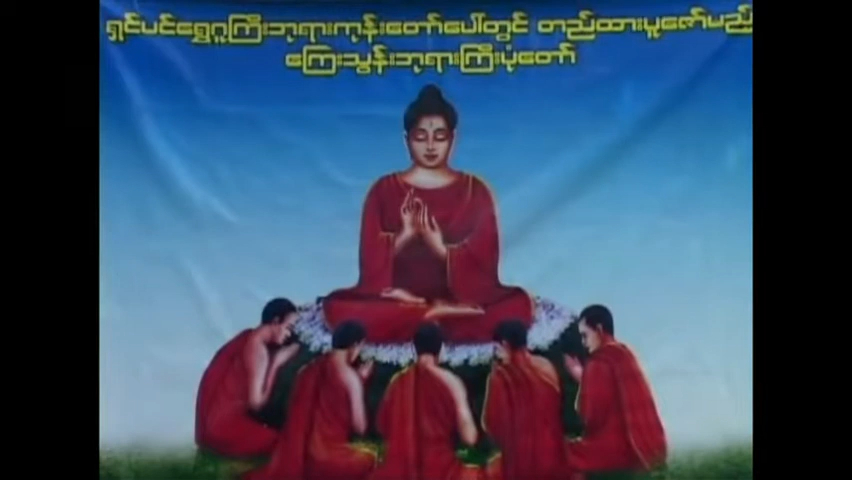 ရှင်ပင်ရွှေဂူကြီးဘုရားကုန်းတော်ပေါ်တွင် တည်ထားပူဇော်မည့်
ကြေးသွန်းဘုရားကြီးပုံတော်